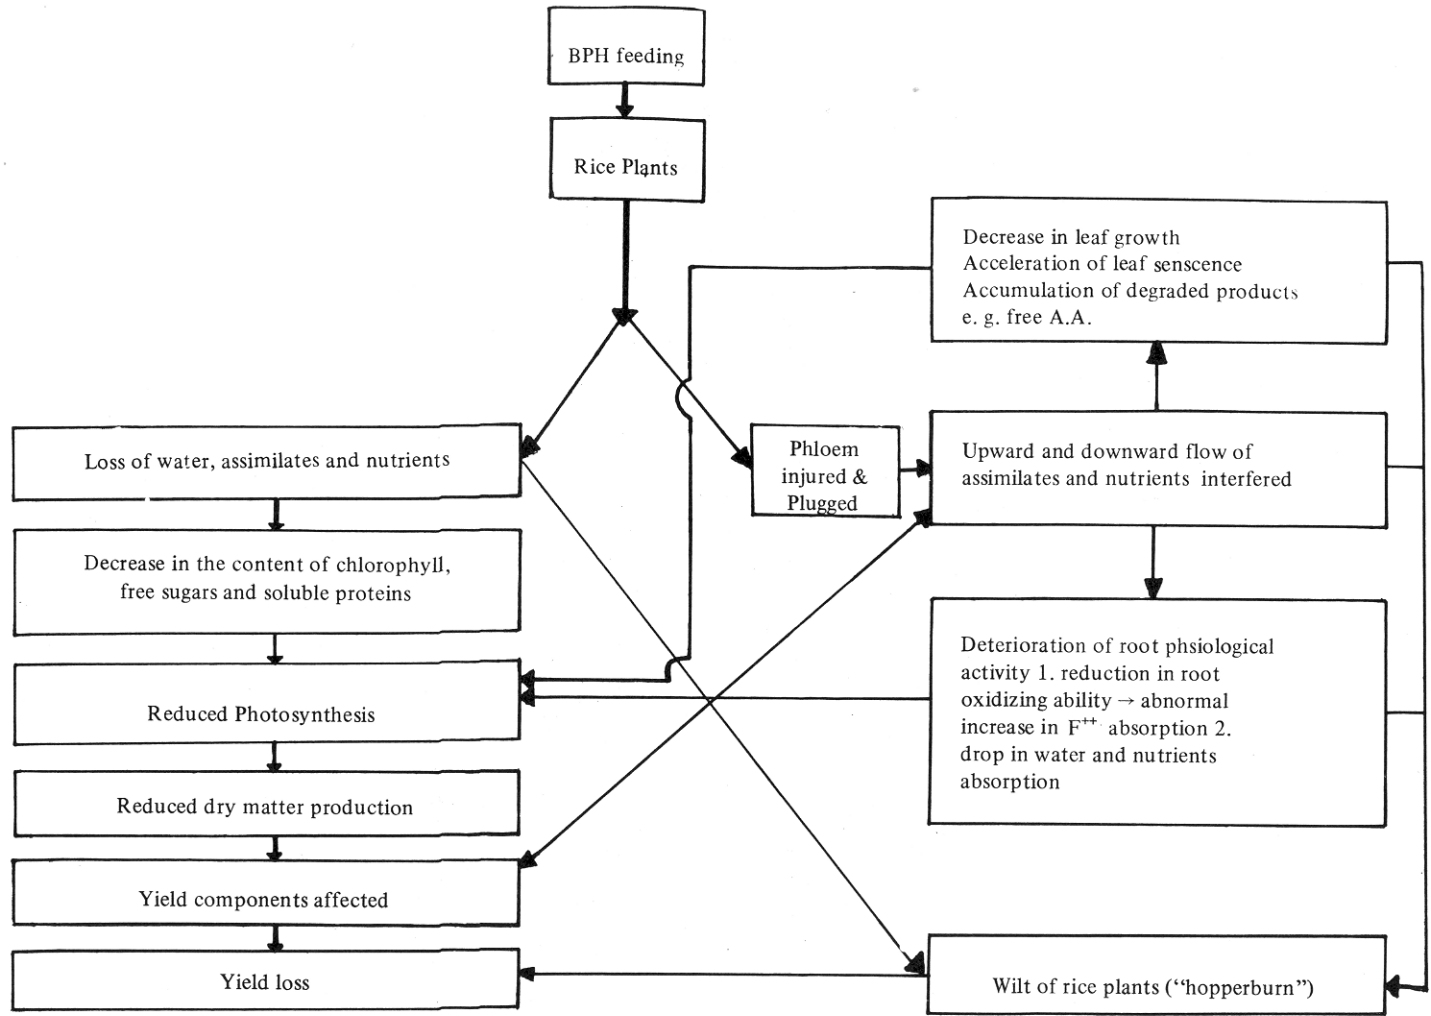 BPH feeding
Rice Plants
Decrease in leaf growth
Acceleration of leaf senscence
Accumulation of degraded products
e. g. free A.A.
Loss of water, assimilates and nutrients
Phloem
injured &
Plugged
Upward and downward flow of
assimilates and nutrients interfered
Decrease in the content of chlorophyll,
free sugars and soluble proteins
Deterioration of root phsiological
activity 1. reduction in root
oxidizing ability → abnormal
increase in F⁺⁺ absorption 2.
drop in water and nutrients
absorption
Reduced Photosynthesis
Reduced dry matter production
Yield components affected
Yield loss
Wilt of rice plants (“hopperburn”)